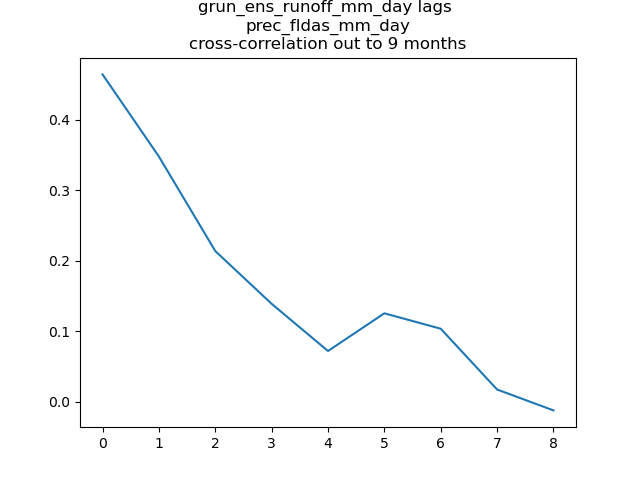 grun_ens_runoff_mm_day lags
prec_fldas_mm_day
cross-correlation out to 9 months
0.4
0.3
0.2
0.1
0.0
0 1 2 3 4 5 6 7 8